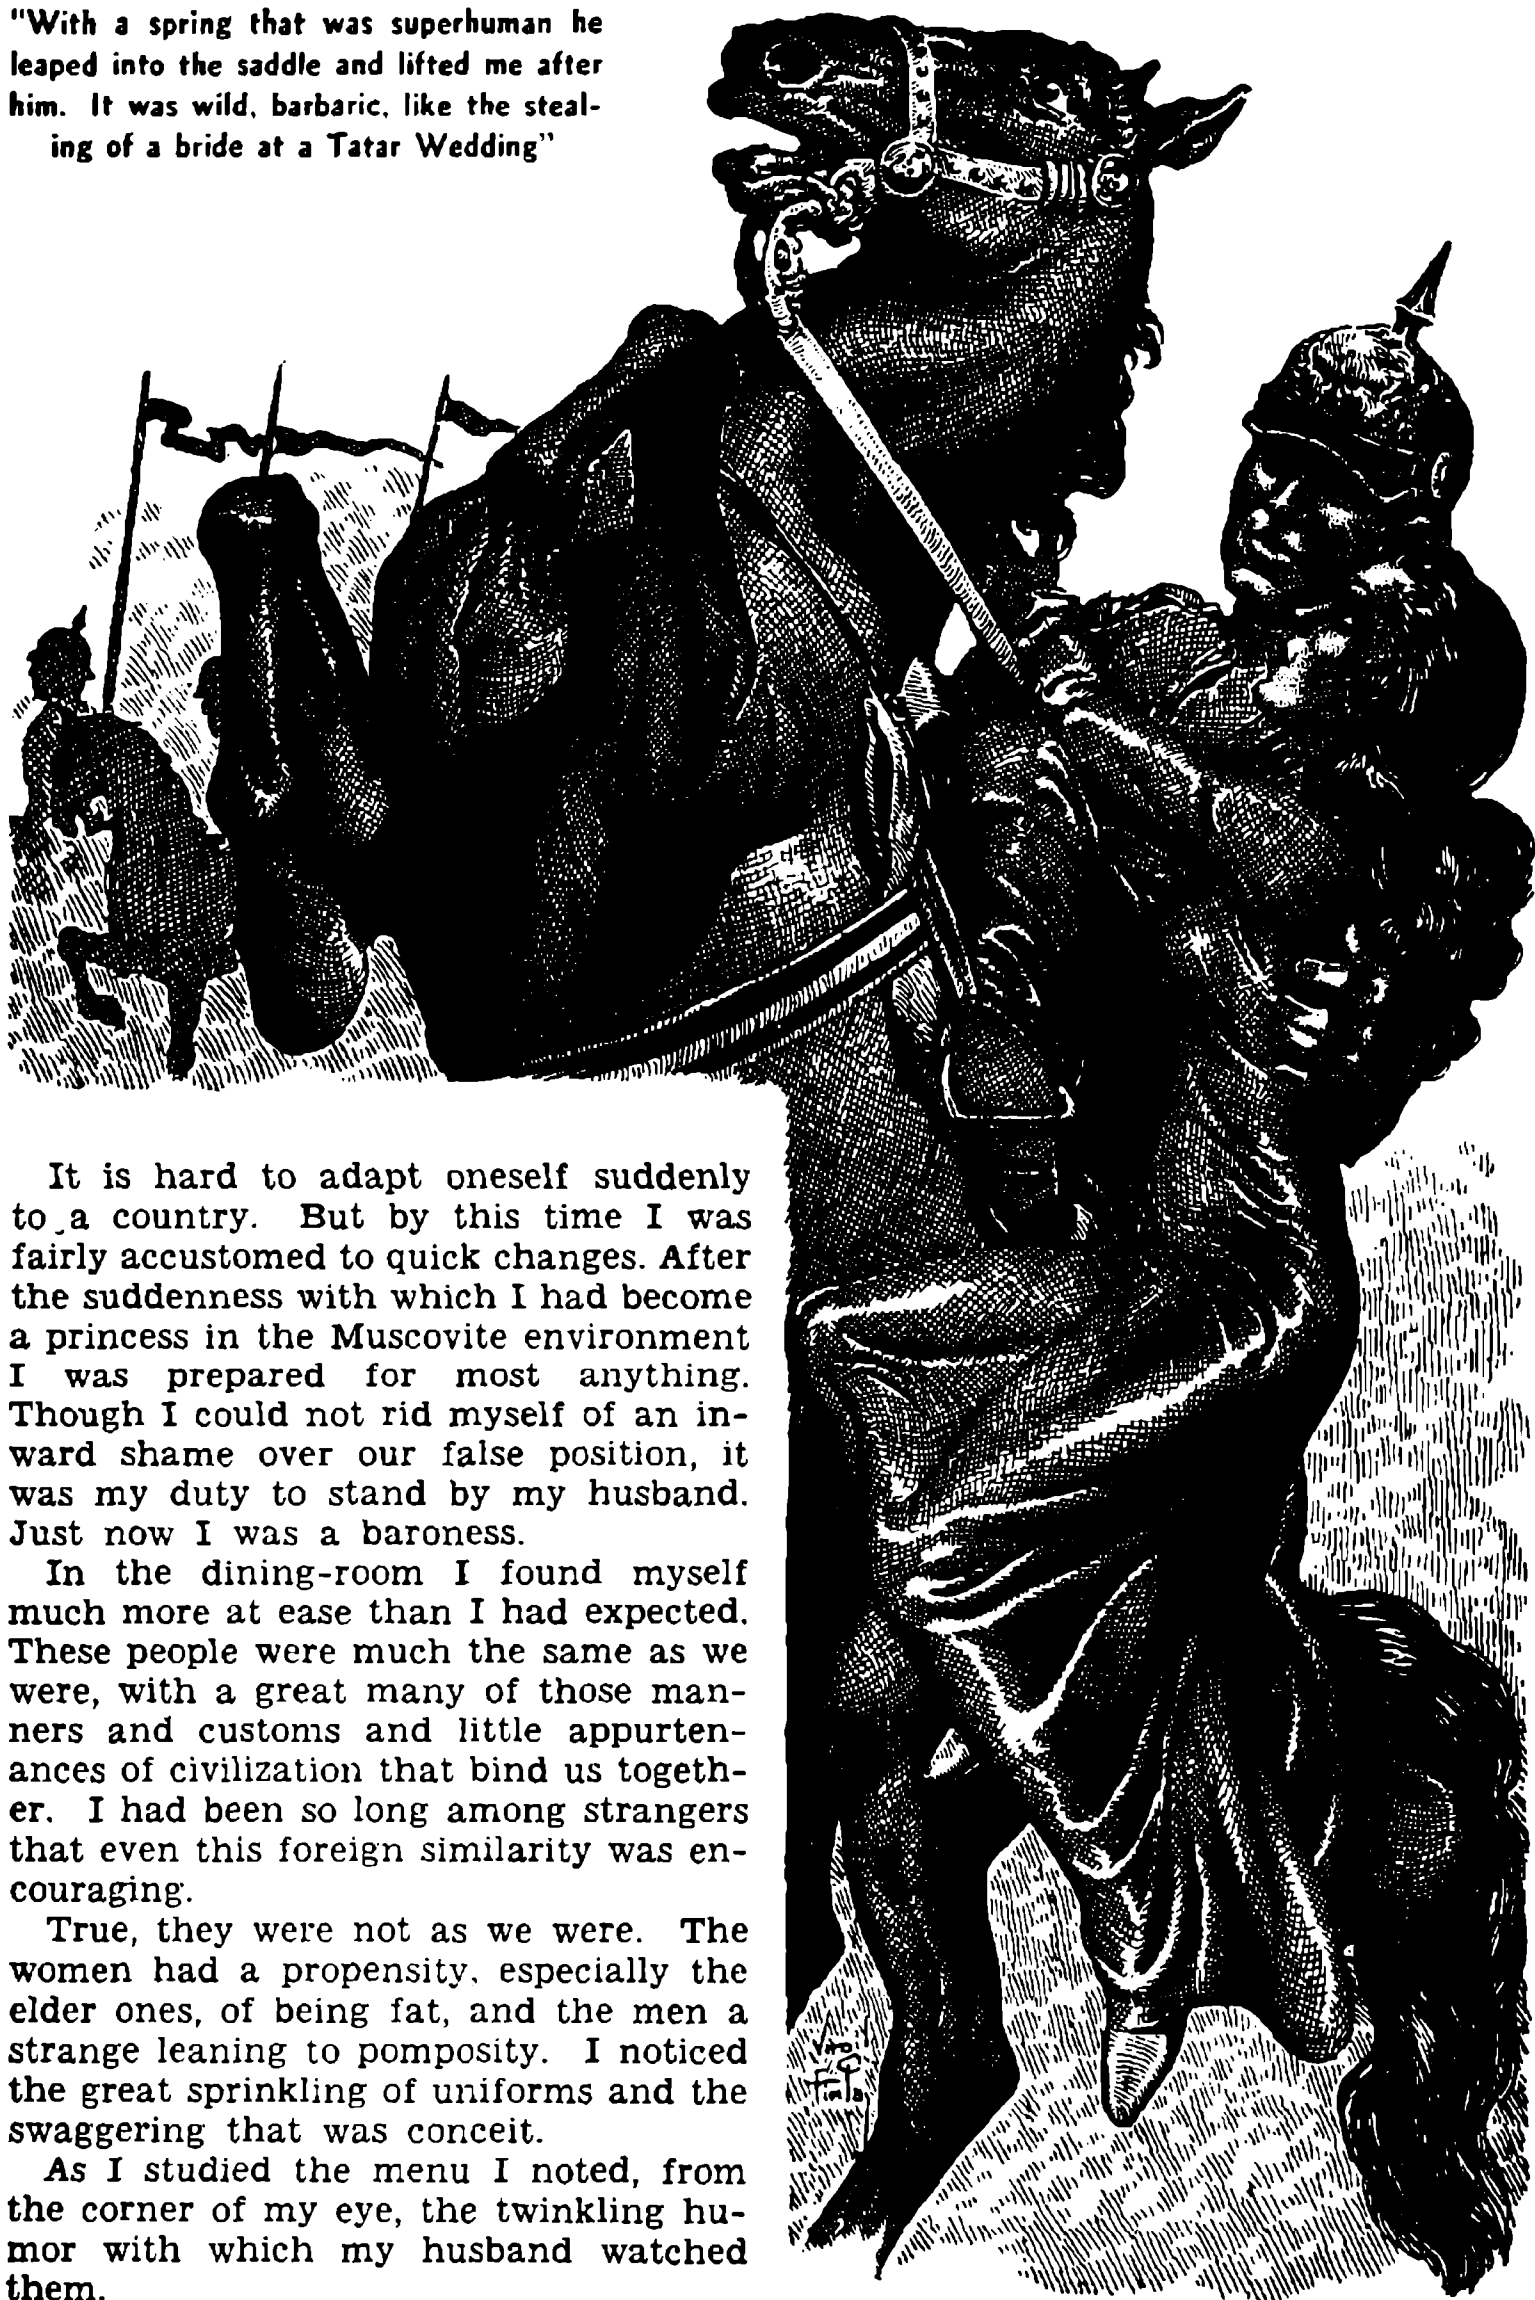 "With a spring that was superhuman he
leaped into the saddle and lifted me after
him. It was wild, barbaric, like the steal-
ing of a bride at a Tatar Wedding"
It is hard to adapt oneself suddenly
to a country. But by this time I was
fairly accustomed to quick changes. After
the suddenness with which I had become
a princess in the Muscovite environment
I was prepared for most anything.
Though I could not rid myself of an in-
ward shame over our false position, it
was my duty to stand by my husband.
Just now I was a baroness.
In the dining-room I found myself
much more at ease than I had expected.
These people were much the same as we
were, with a great many of those man-
ners and customs and little appurten-
ances of civilization that bind us togeth-
er. I had been so long among strangers
that even this foreign similarity was en-
couraging.
True, they were not as we were. The
women had a propensity, especially the
elder ones, of being fat, and the men a
strange leaning to pomposity. I noticed
the great sprinkling of uniforms and the
swaggering that was conceit.
As I studied the menu I noted, from
the corner of my eye, the twinkling hu-
mor with which my husband watched
them.